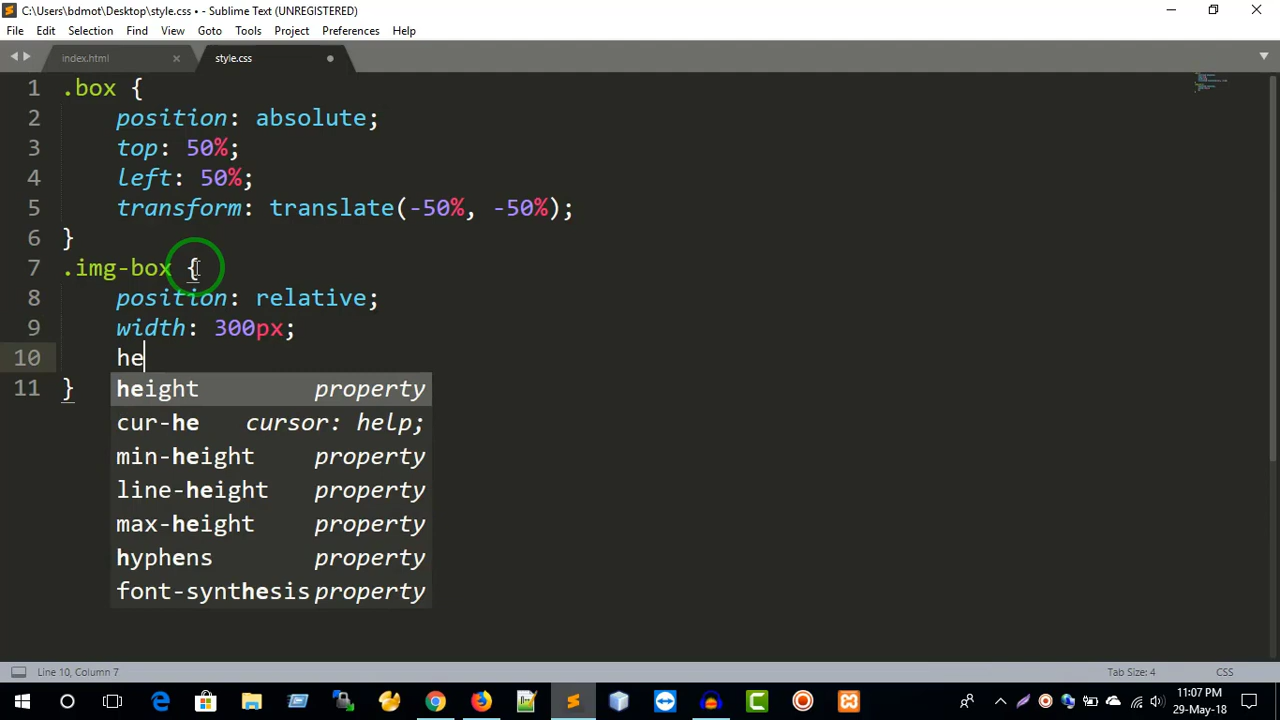 C:\Users\bdmot\Desktop\style.css • - Sublime Text (UNREGISTERED)
File Edit Selection Find View Goto Tools Project Preferences Help
index.html × style.css
1 .box {
2 position: absolute;
3 top: 50%;
4 left: 50%;
5 transform: translate(-50%, -50%);
6 }
7 .img-box {
8 position: relative;
9 width: 300px;
10 he
height property
11 }
cur-he cursor: help;
min-height property
line-height property
max-height property
hyphens property
font-synthesis property
Line 10, Column 7 Tab Size: 4 CSS
11:07 PM
29-May-18